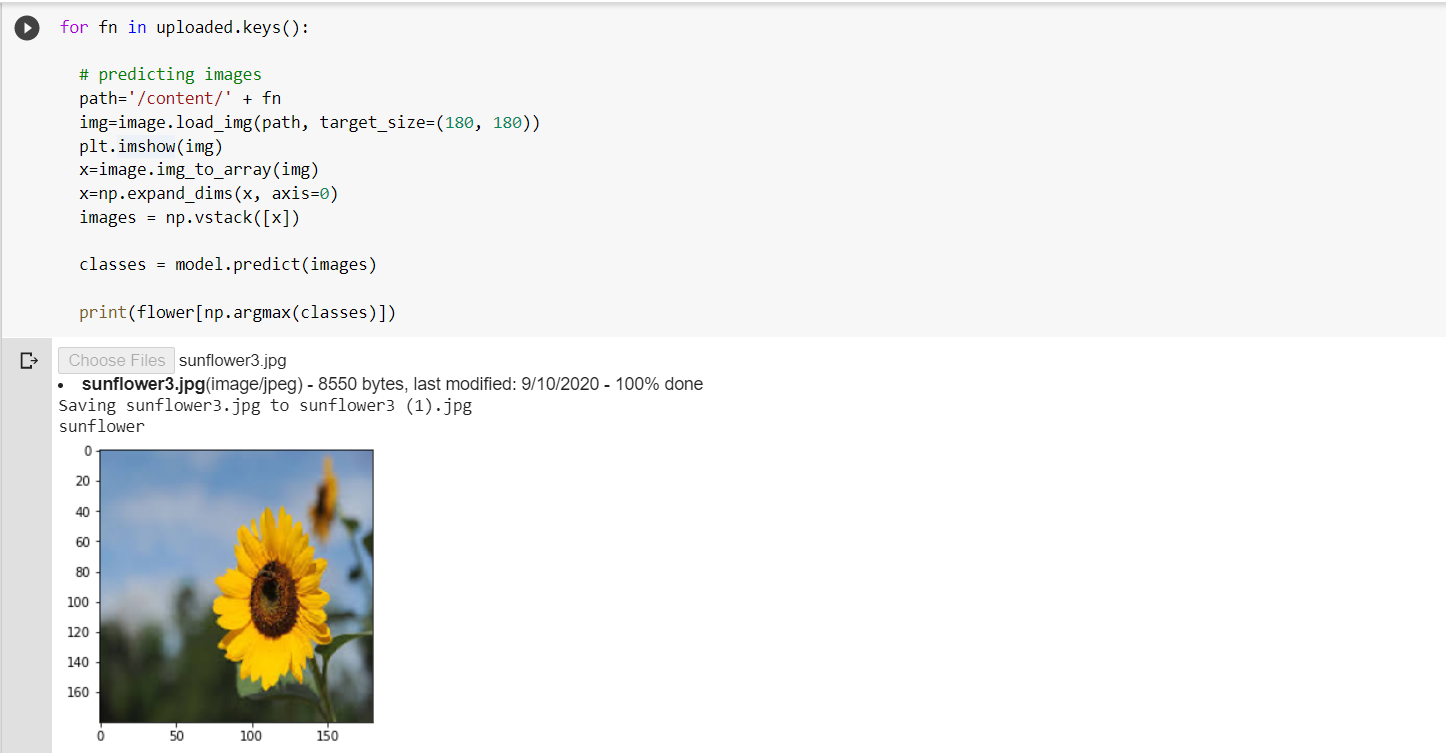 for fn in uploaded.keys():
# predicting images
path='/content/' + fn
img=image.load_img(path, target_size=(180, 180))
plt.imshow(img)
x=image.img_to_array(img)
x=np.expand_dims(x, axis=0)
images = np.vstack([x])
classes = model.predict(images)
print(flower[np.argmax(classes)])
Choose Files sunflower3.jpg
• sunflower3.jpg(image/jpeg) - 8550 bytes, last modified: 9/10/2020 - 100% done
Saving sunflower3.jpg to sunflower3 (1).jpg
sunflower
0
20
40
60
80
100
120
140
160
0 50 100 150